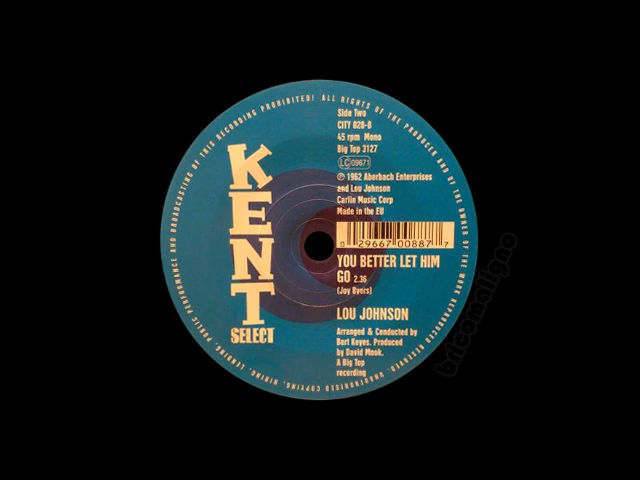 UNAUTHORISED COPYING, HIRING, LENDING, PUBLIC PERFORMANCE AND BROADCASTING OF THIS RECORDING PROHIBITED! ALL RIGHTS OF THE PRODUCER AND OF THE OWNER OF THE WORK REPRODUCED RESERVED.
KENT
SELECT
Side Two
CITY 028-B
45 rpm Mono
Big Top 3127
LC 09671
℗ 1962 Aberbach Enterprises
and Lou Johnson
Carlin Music Corp
Made in the EU
0 29667 00887 7
YOU BETTER LET HIM
GO 2.36
(Joy Byers)
LOU JOHNSON
Arranged & Conducted by
Bert Keyes. Produced
by David Mook.
A Big Top
recording
bricomaligno